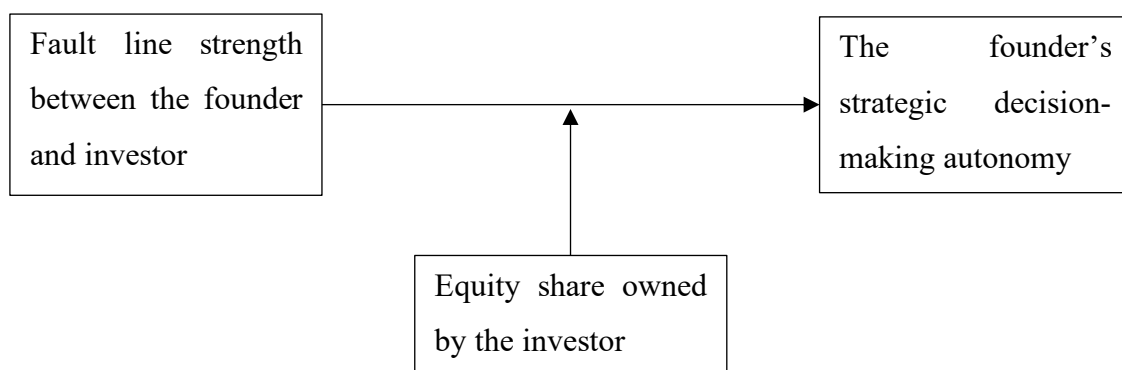 Fault line strength
between the founder
and investor
The founder’s
strategic decision-
making autonomy
Equity share owned
by the investor